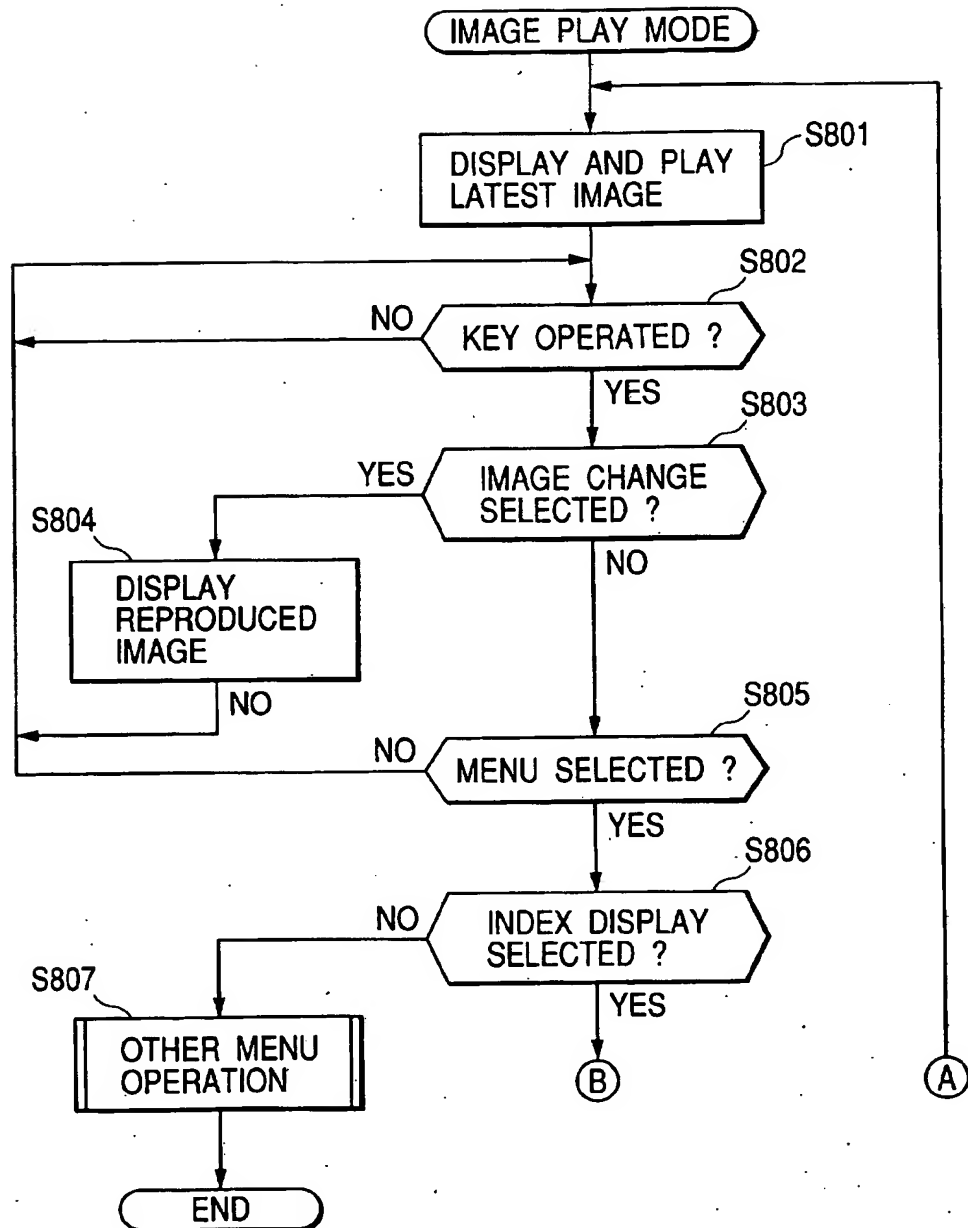 IMAGE PLAY MODE
S801
DISPLAY AND PLAY
LATEST IMAGE
S802
NO
KEY OPERATED ?
YES
S803
YES
IMAGE CHANGE
SELECTED ?
S804
NO
DISPLAY
REPRODUCED
IMAGE
NO
S805
NO
MENU SELECTED ?
YES
S806
NO
INDEX DISPLAY
SELECTED ?
S807
YES
OTHER MENU
OPERATION
B
A
END